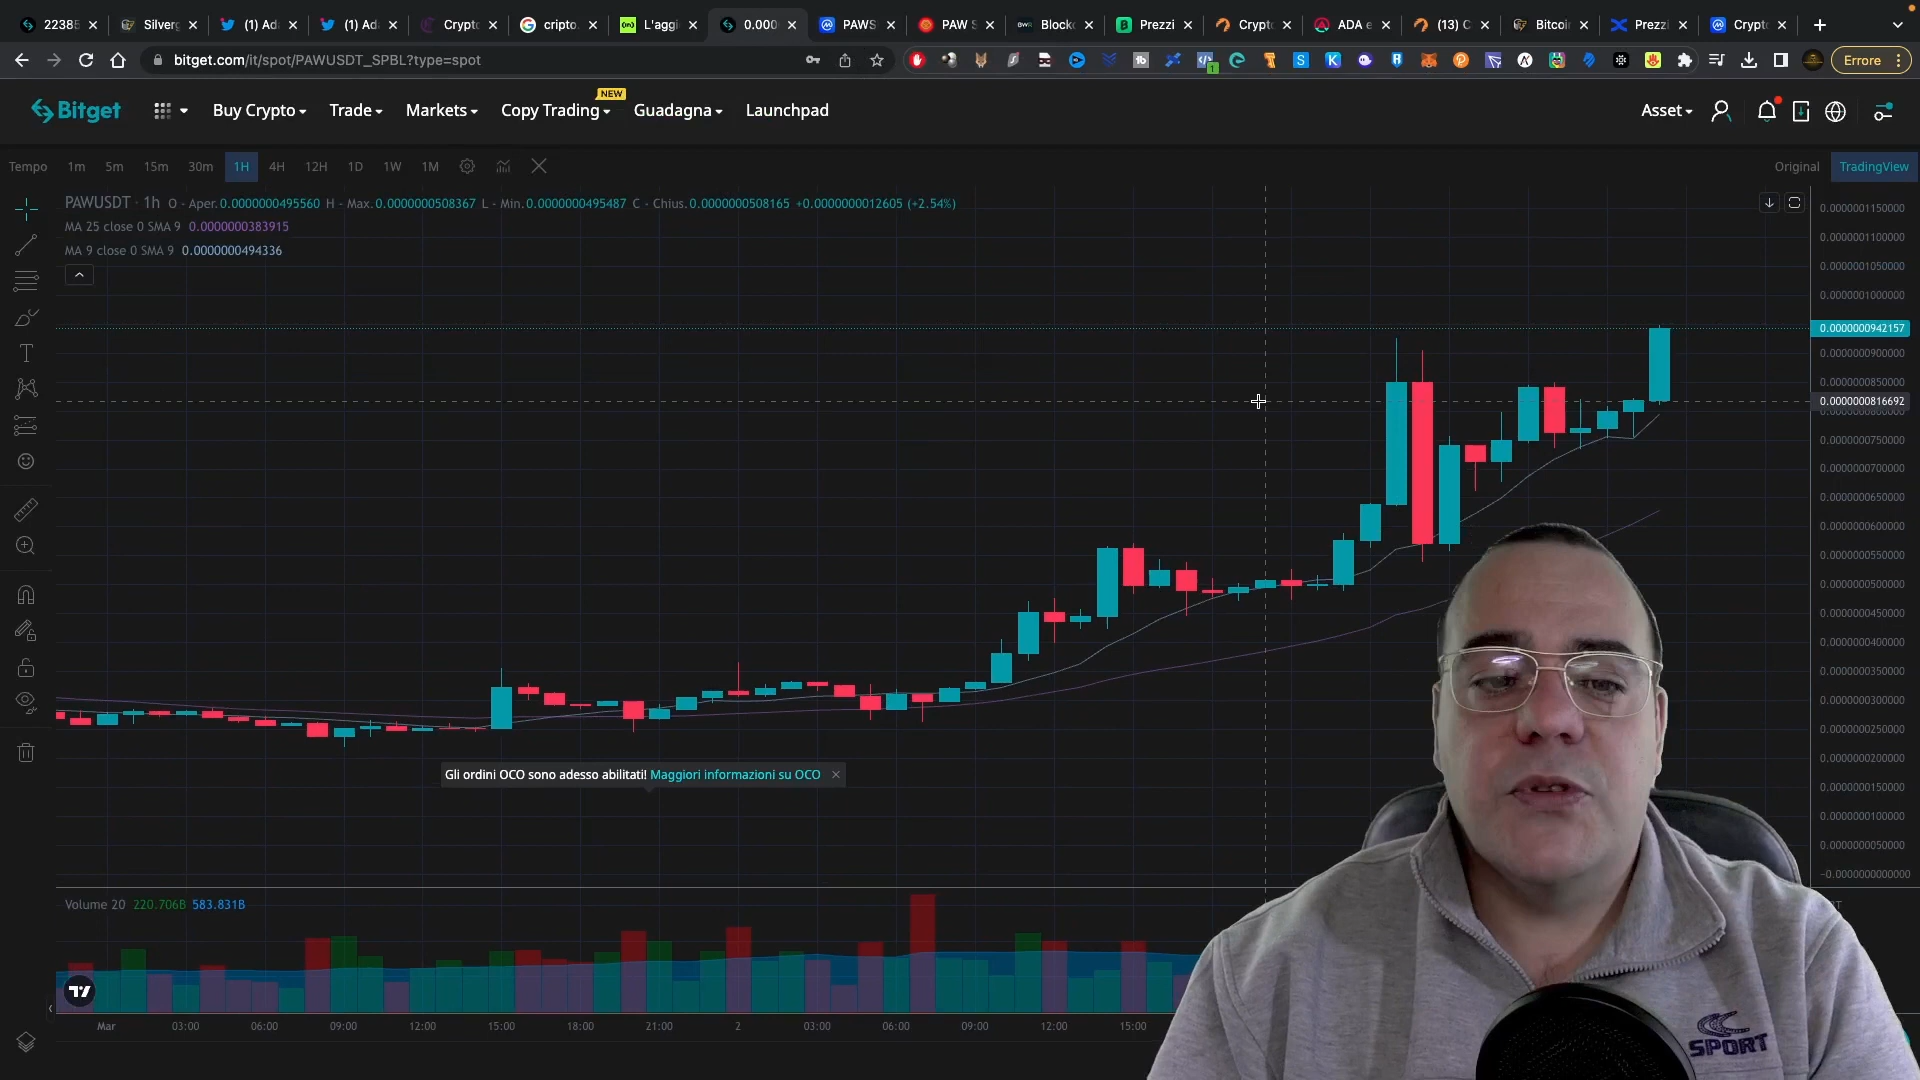 22385
Silverg
(1) Ada
(1) Ada
Crypto
cripto.
L'aggi
0.000
PAWS
PAW S
Blockc
Prezzi
Crypto
ADA e
(13) C
Bitcoin
Prezzi
Crypto
bitget.com/it/spot/PAWUSDT_SPBL?type=spot
Errore
Bitget
Buy Crypto
Trade
Markets
Copy Trading
NEW
Guadagna
Launchpad
Asset
Tempo 1m 5m 15m 30m 1H 4H 12H 1D 1W 1M
Original TradingView
PAWUSDT · 1h O - Aper.0.0000000495560 H - Max.0.0000000508367 L - Min.0.0000000495487 C - Chius.0.0000000508165 +0.0000000012605 (+2.54%)
MA 25 close 0 SMA 9 0.0000000383915
MA 9 close 0 SMA 9 0.0000000494336
0.0000001150000
0.0000001100000
0.0000001050000
0.0000001000000
0.0000000942157
0.0000000900000
0.0000000850000
0.0000000816692
0.0000000800000
0.0000000750000
0.0000000700000
0.0000000650000
0.0000000600000
0.0000000550000
0.0000000500000
0.0000000450000
0.0000000400000
0.0000000350000
0.0000000300000
0.0000000250000
0.0000000200000
0.0000000150000
0.0000000100000
0.0000000050000
−0.0000000000000
Gli ordini OCO sono adesso abilitati! Maggiori informazioni su OCO
Volume 20 220.706B 583.831B
Mar 03:00 06:00 09:00 12:00 15:00 18:00 21:00 2 03:00 06:00 09:00 12:00 15:00
SPORT